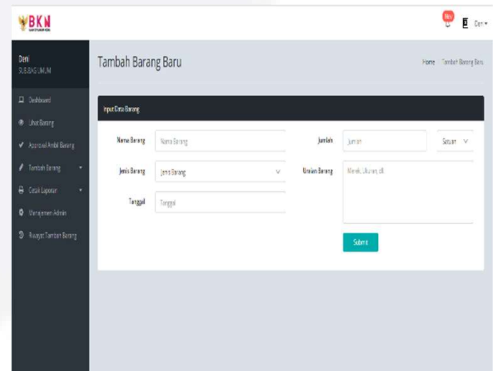 BKN
Deni
SUBBAG UMUM
Dashboard
Lihat Barang
Approval Ambil Barang
Tambah Barang
Cetak Laporan
Manajemen Admin
Riwayat Tambah Barang
Tambah Barang Baru
Home Tambah Barang Baru
Input Data Barang
Nama Barang
Nama Barang
Jumlah
Jumlah
Satuan
Jenis Barang
Jenis Barang
Uraian Barang
Merek, Ukuran, dll
Tanggal
Tanggal
Submit